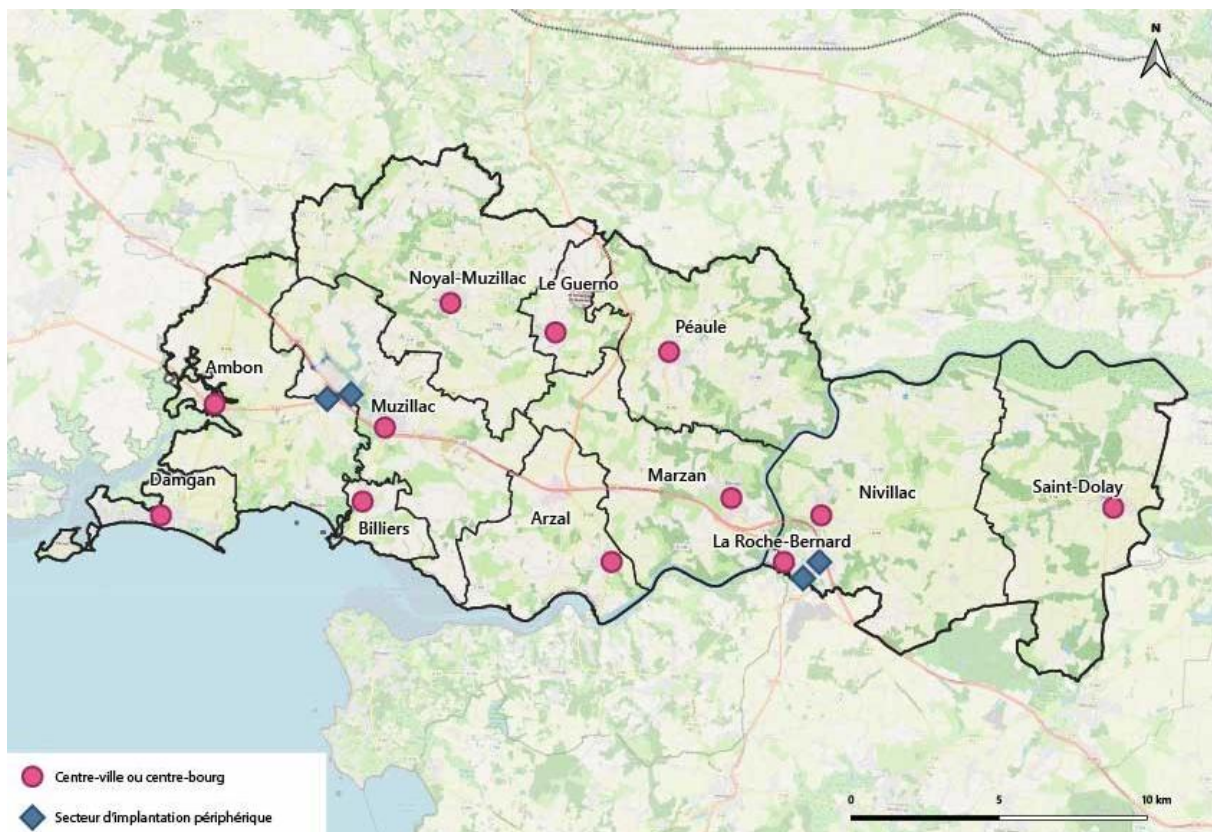 N
Noyal-Muzillac
Le Guerno
Péaule
Ambon
Muzillac
Damgan
Marzan
Nivillac
Saint-Dolay
Billiers
Arzal
La Roche-Bernard
Centre-ville ou centre-bourg
Secteur d'implantation périphérique
0 5 10 km